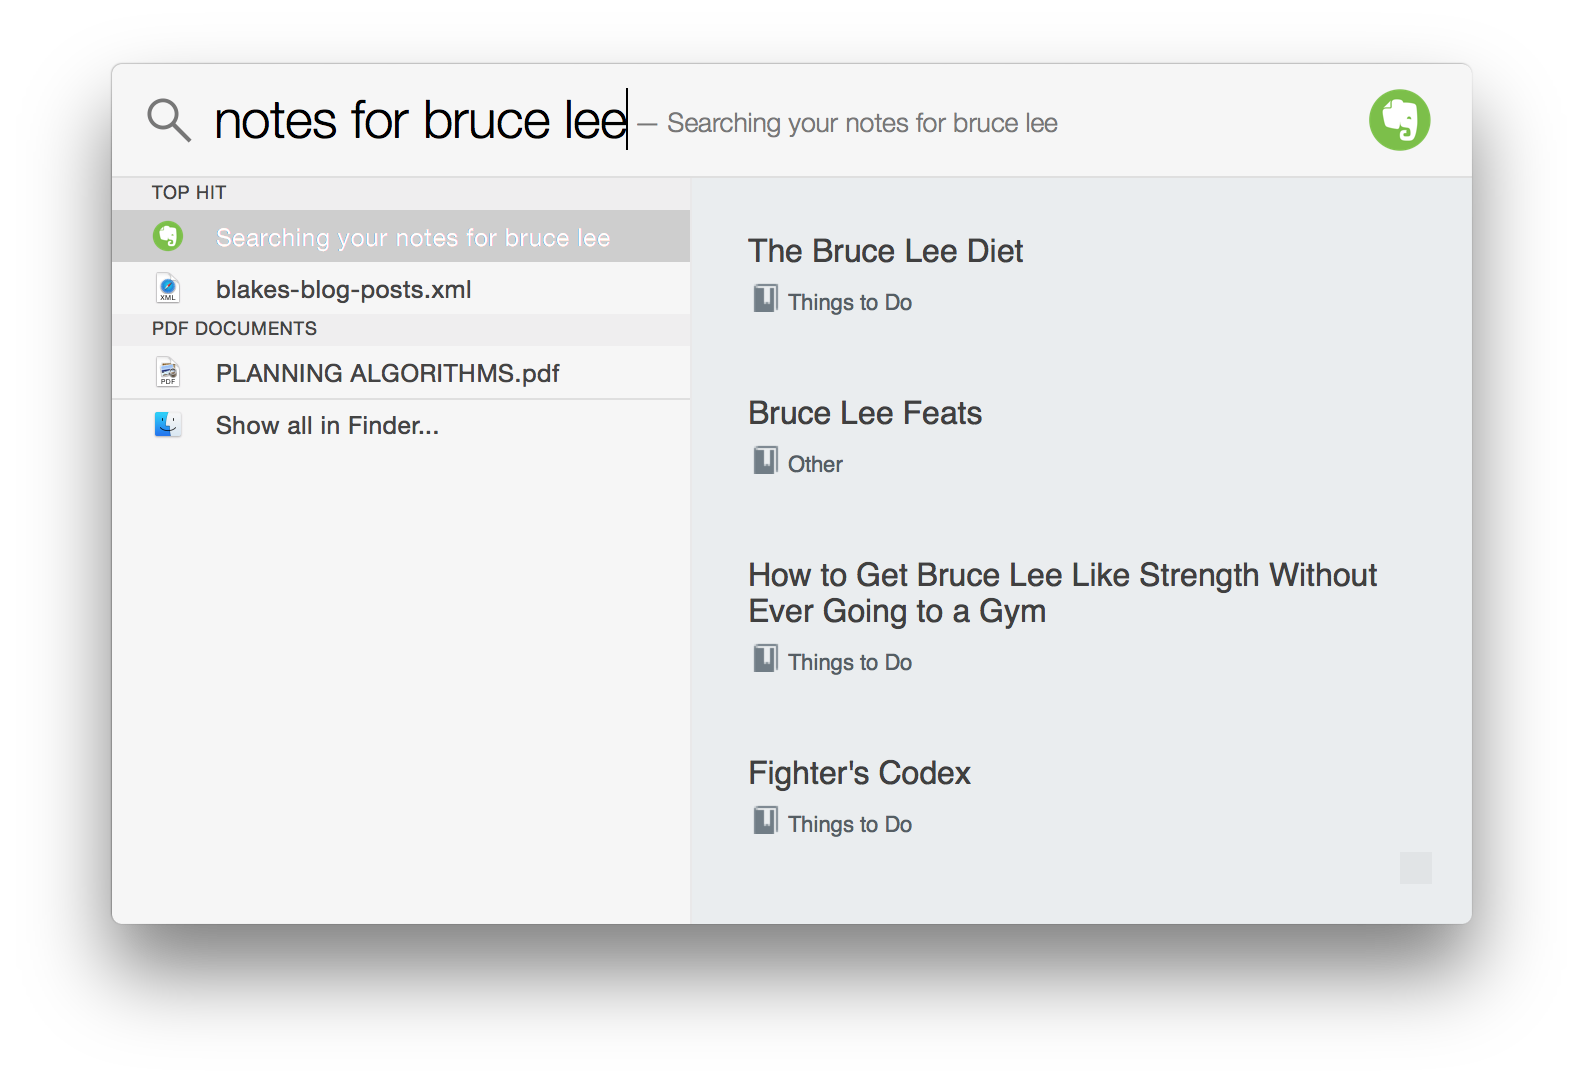 notes for bruce lee — Searching your notes for bruce lee
TOP HIT
Searching your notes for bruce lee
XML
blakes-blog-posts.xml
PDF DOCUMENTS
PDF
PLANNING ALGORITHMS.pdf
Show all in Finder...
The Bruce Lee Diet
Things to Do
Bruce Lee Feats
Other
How to Get Bruce Lee Like Strength Without
Ever Going to a Gym
Things to Do
Fighter's Codex
Things to Do